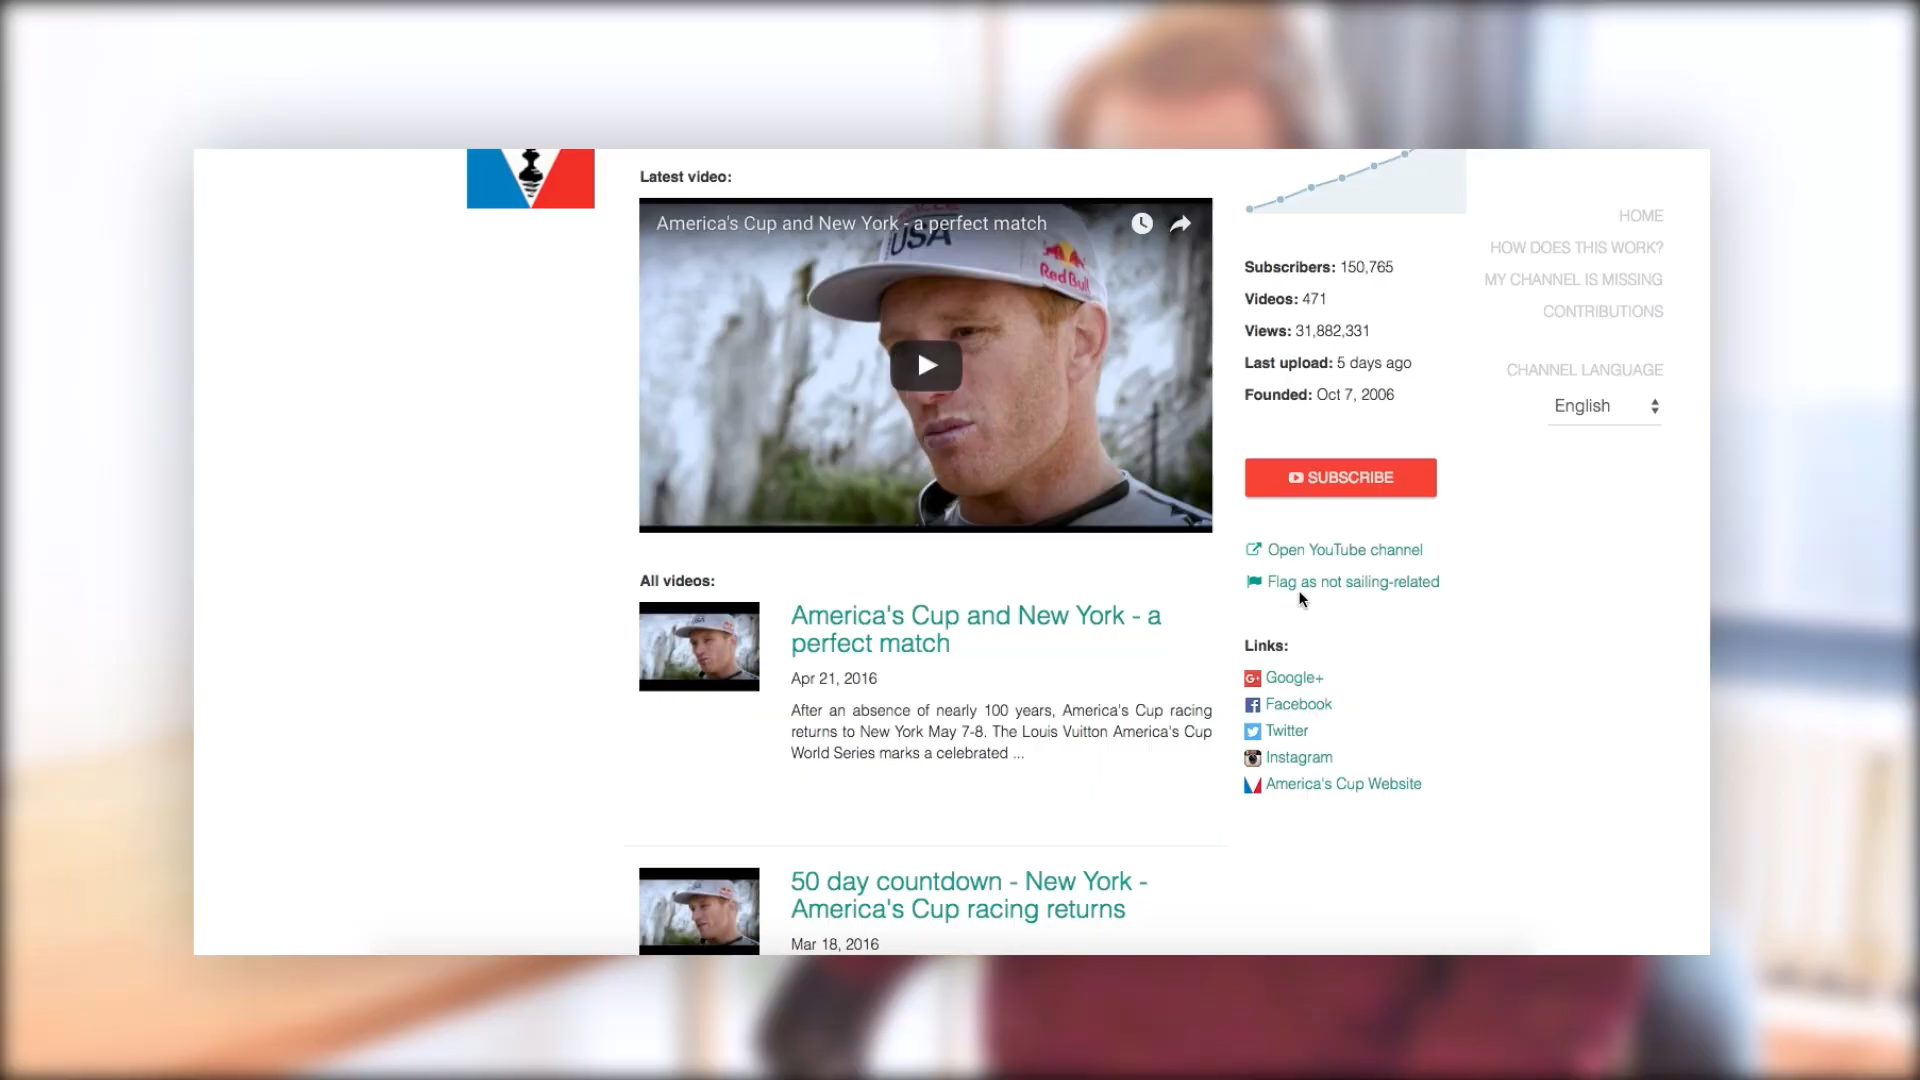 Latest video:
America's Cup and New York - a perfect match
USA
Red Bull
All videos:
America's Cup and New York - a
perfect match
Apr 21, 2016
After an absence of nearly 100 years, America's Cup racing
returns to New York May 7-8. The Louis Vuitton America's Cup
World Series marks a celebrated ...
50 day countdown - New York -
America's Cup racing returns
Mar 18, 2016
Subscribers: 150,765
Videos: 471
Views: 31,882,331
Last upload: 5 days ago
Founded: Oct 7, 2006
SUBSCRIBE
Open YouTube channel
Flag as not sailing-related
Links:
Google+
Facebook
Twitter
Instagram
America's Cup Website
HOME
HOW DOES THIS WORK?
MY CHANNEL IS MISSING
CONTRIBUTIONS
CHANNEL LANGUAGE
English